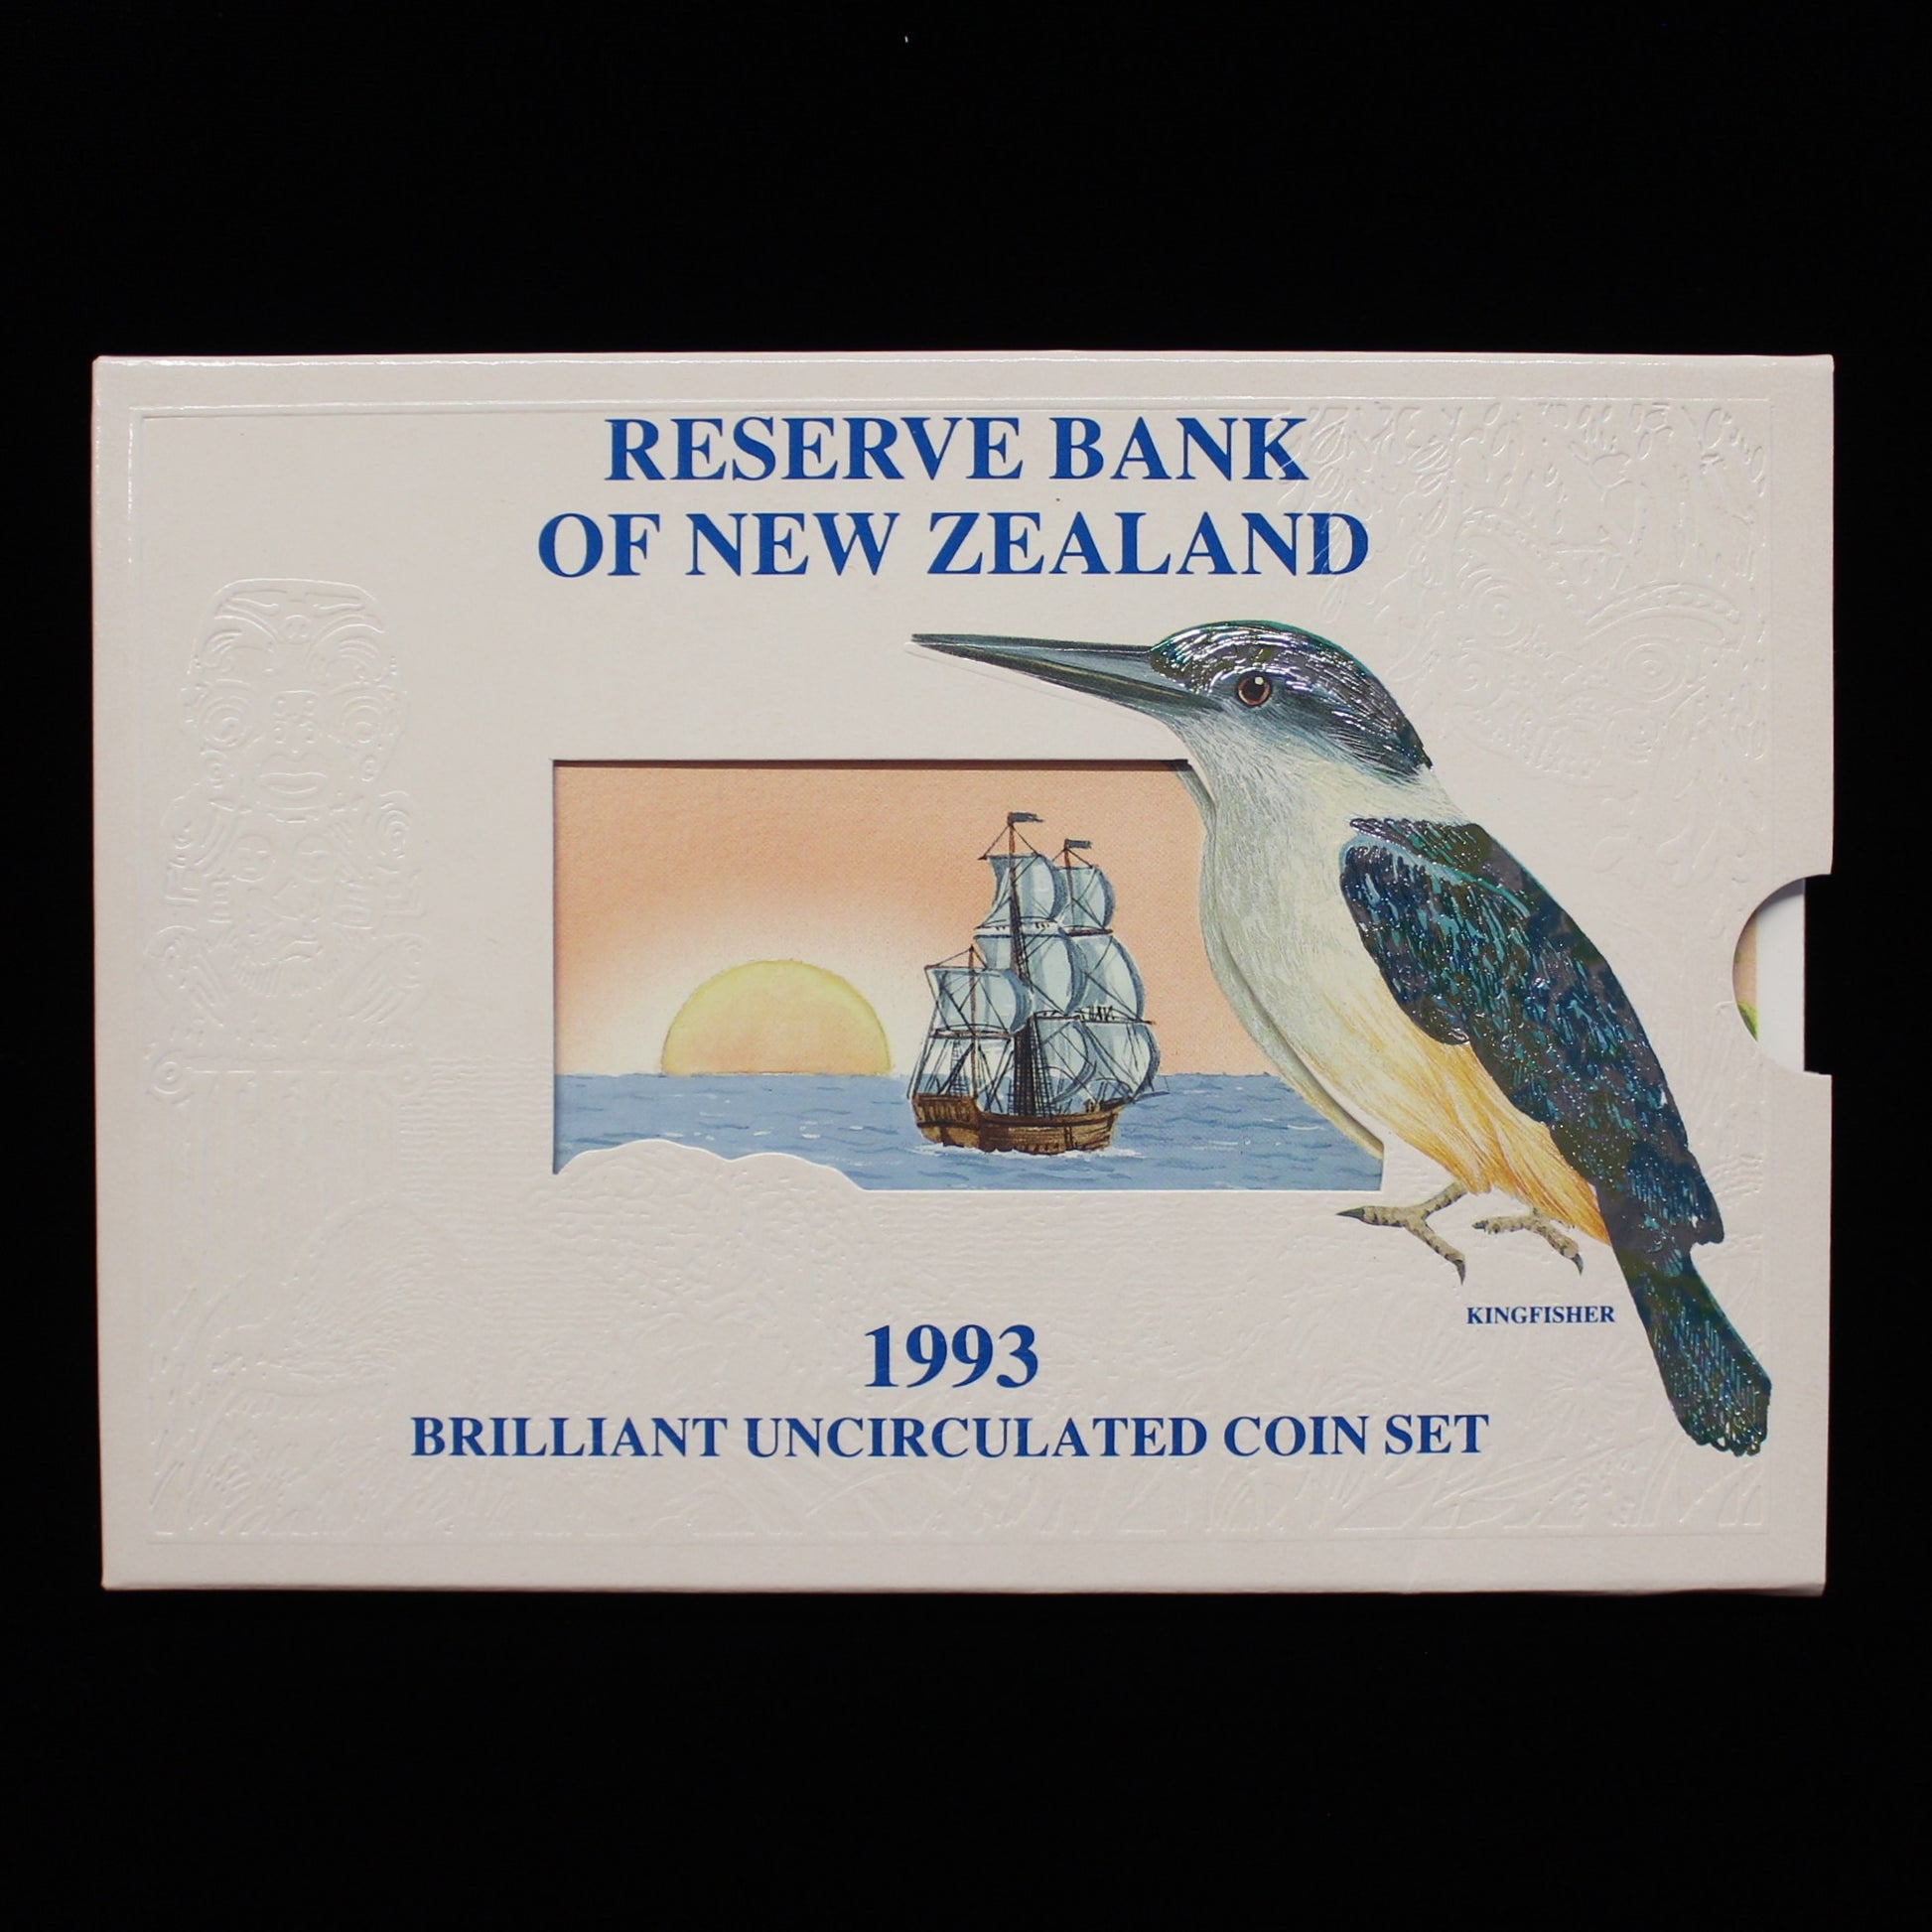 RESERVE BANK
OF NEW ZEALAND
KINGFISHER
1993
BRILLIANT UNCIRCULATED COIN SET